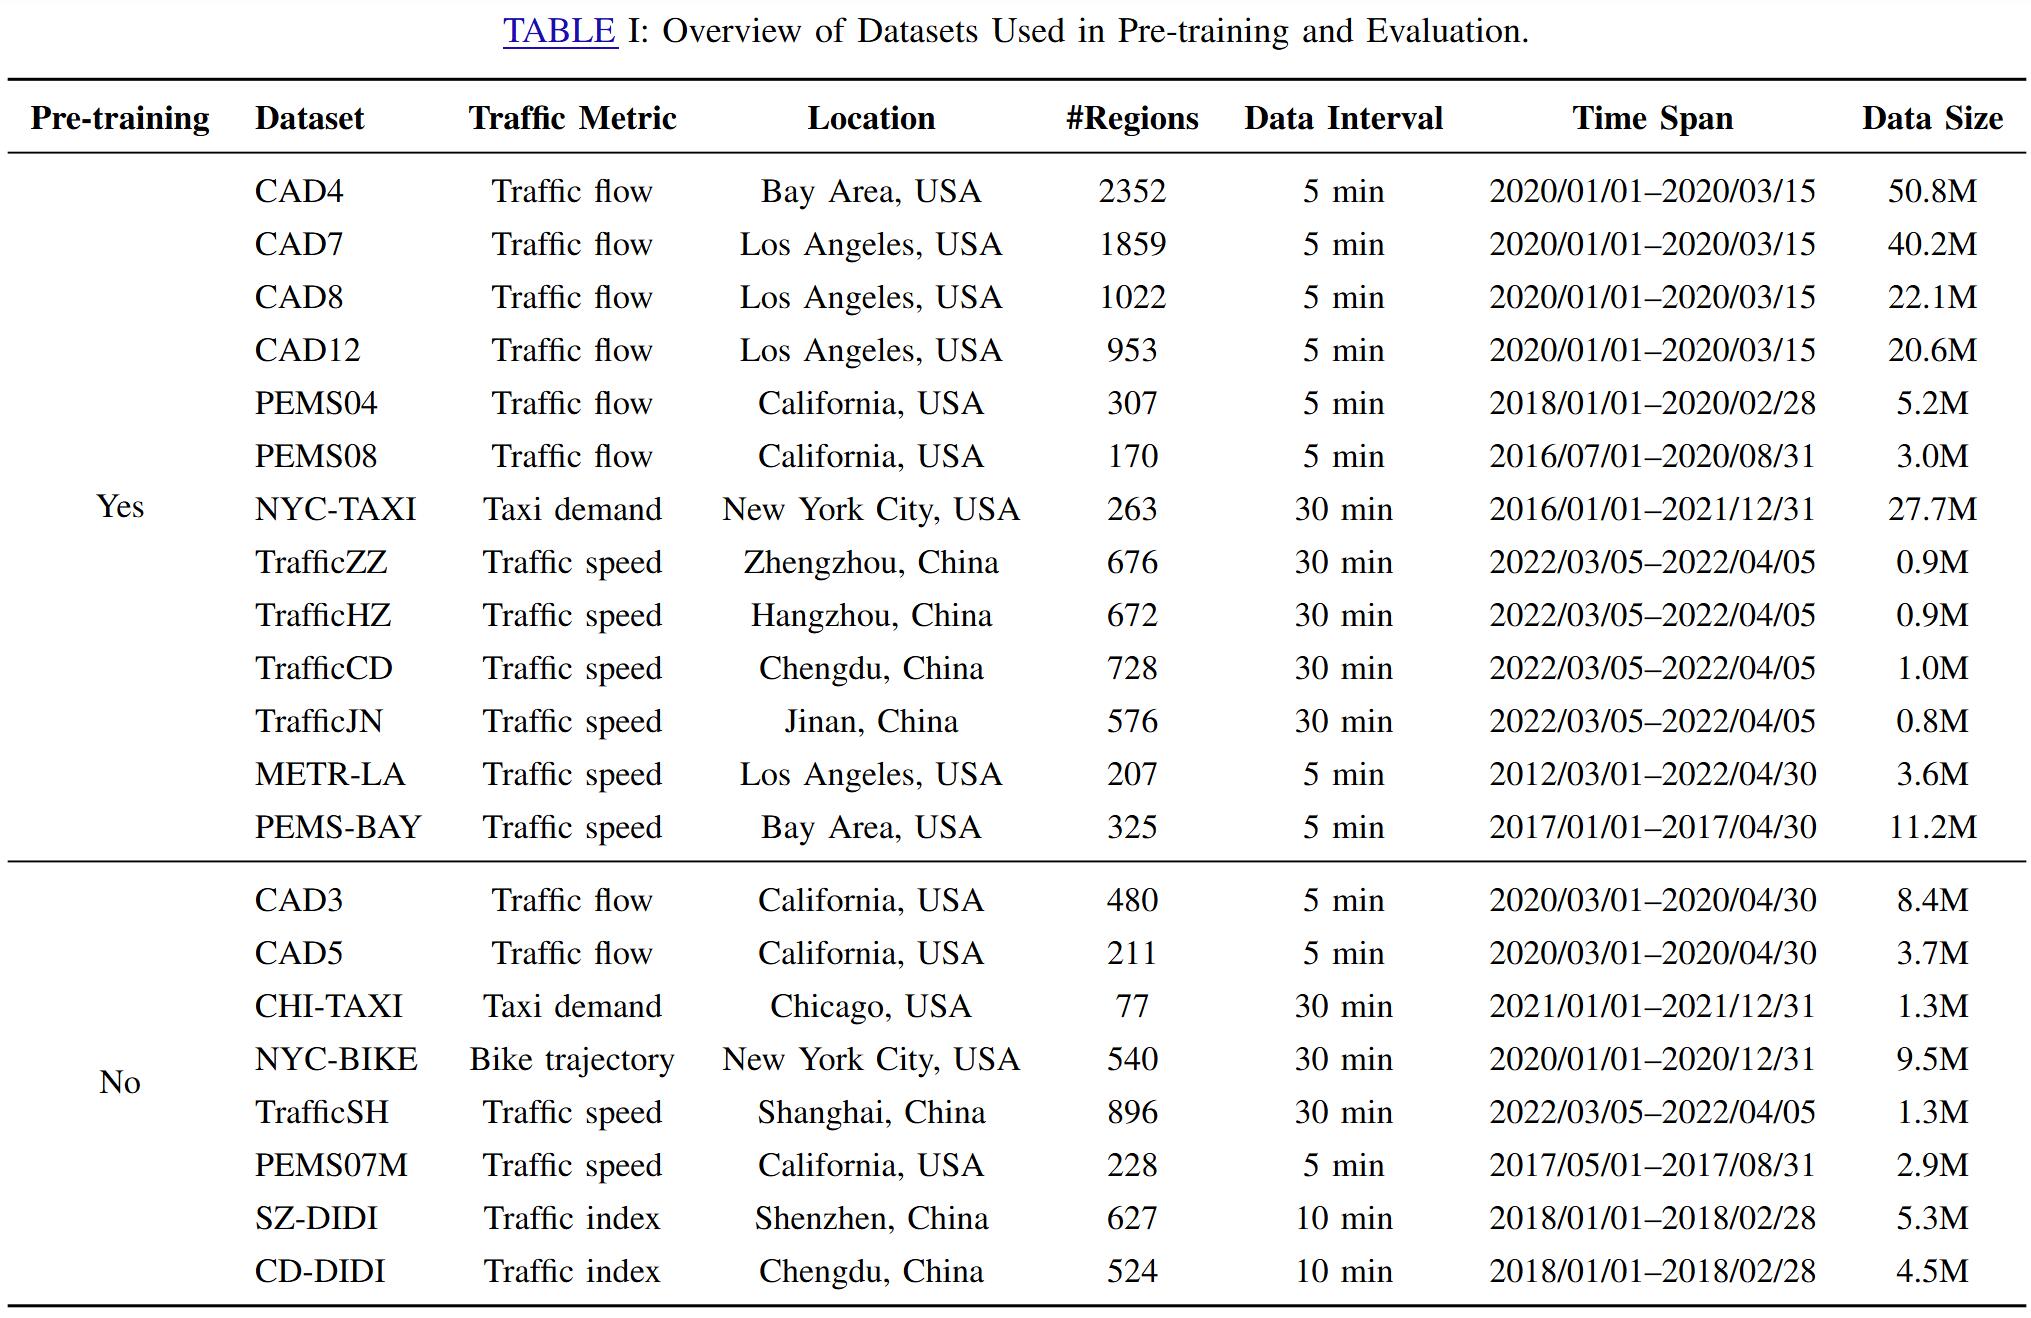 TABLE I: Overview of Datasets Used in Pre-training and Evaluation.
Pre-training Dataset Traffic Metric Location #Regions Data Interval Time Span Data Size
CAD4 Traffic flow Bay Area, USA 2352 5 min 2020/01/01–2020/03/15 50.8M
CAD7 Traffic flow Los Angeles, USA 1859 5 min 2020/01/01–2020/03/15 40.2M
CAD8 Traffic flow Los Angeles, USA 1022 5 min 2020/01/01–2020/03/15 22.1M
CAD12 Traffic flow Los Angeles, USA 953 5 min 2020/01/01–2020/03/15 20.6M
PEMS04 Traffic flow California, USA 307 5 min 2018/01/01–2020/02/28 5.2M
PEMS08 Traffic flow California, USA 170 5 min 2016/07/01–2020/08/31 3.0M
Yes NYC-TAXI Taxi demand New York City, USA 263 30 min 2016/01/01–2021/12/31 27.7M
TrafficZZ Traffic speed Zhengzhou, China 676 30 min 2022/03/05–2022/04/05 0.9M
TrafficHZ Traffic speed Hangzhou, China 672 30 min 2022/03/05–2022/04/05 0.9M
TrafficCD Traffic speed Chengdu, China 728 30 min 2022/03/05–2022/04/05 1.0M
TrafficJN Traffic speed Jinan, China 576 30 min 2022/03/05–2022/04/05 0.8M
METR-LA Traffic speed Los Angeles, USA 207 5 min 2012/03/01–2022/04/30 3.6M
PEMS-BAY Traffic speed Bay Area, USA 325 5 min 2017/01/01–2017/04/30 11.2M
CAD3 Traffic flow California, USA 480 5 min 2020/03/01–2020/04/30 8.4M
CAD5 Traffic flow California, USA 211 5 min 2020/03/01–2020/04/30 3.7M
CHI-TAXI Taxi demand Chicago, USA 77 30 min 2021/01/01–2021/12/31 1.3M
NYC-BIKE Bike trajectory New York City, USA 540 30 min 2020/01/01–2020/12/31 9.5M
No
TrafficSH Traffic speed Shanghai, China 896 30 min 2022/03/05–2022/04/05 1.3M
PEMS07M Traffic speed California, USA 228 5 min 2017/05/01–2017/08/31 2.9M
SZ-DIDI Traffic index Shenzhen, China 627 10 min 2018/01/01–2018/02/28 5.3M
CD-DIDI Traffic index Chengdu, China 524 10 min 2018/01/01–2018/02/28 4.5M